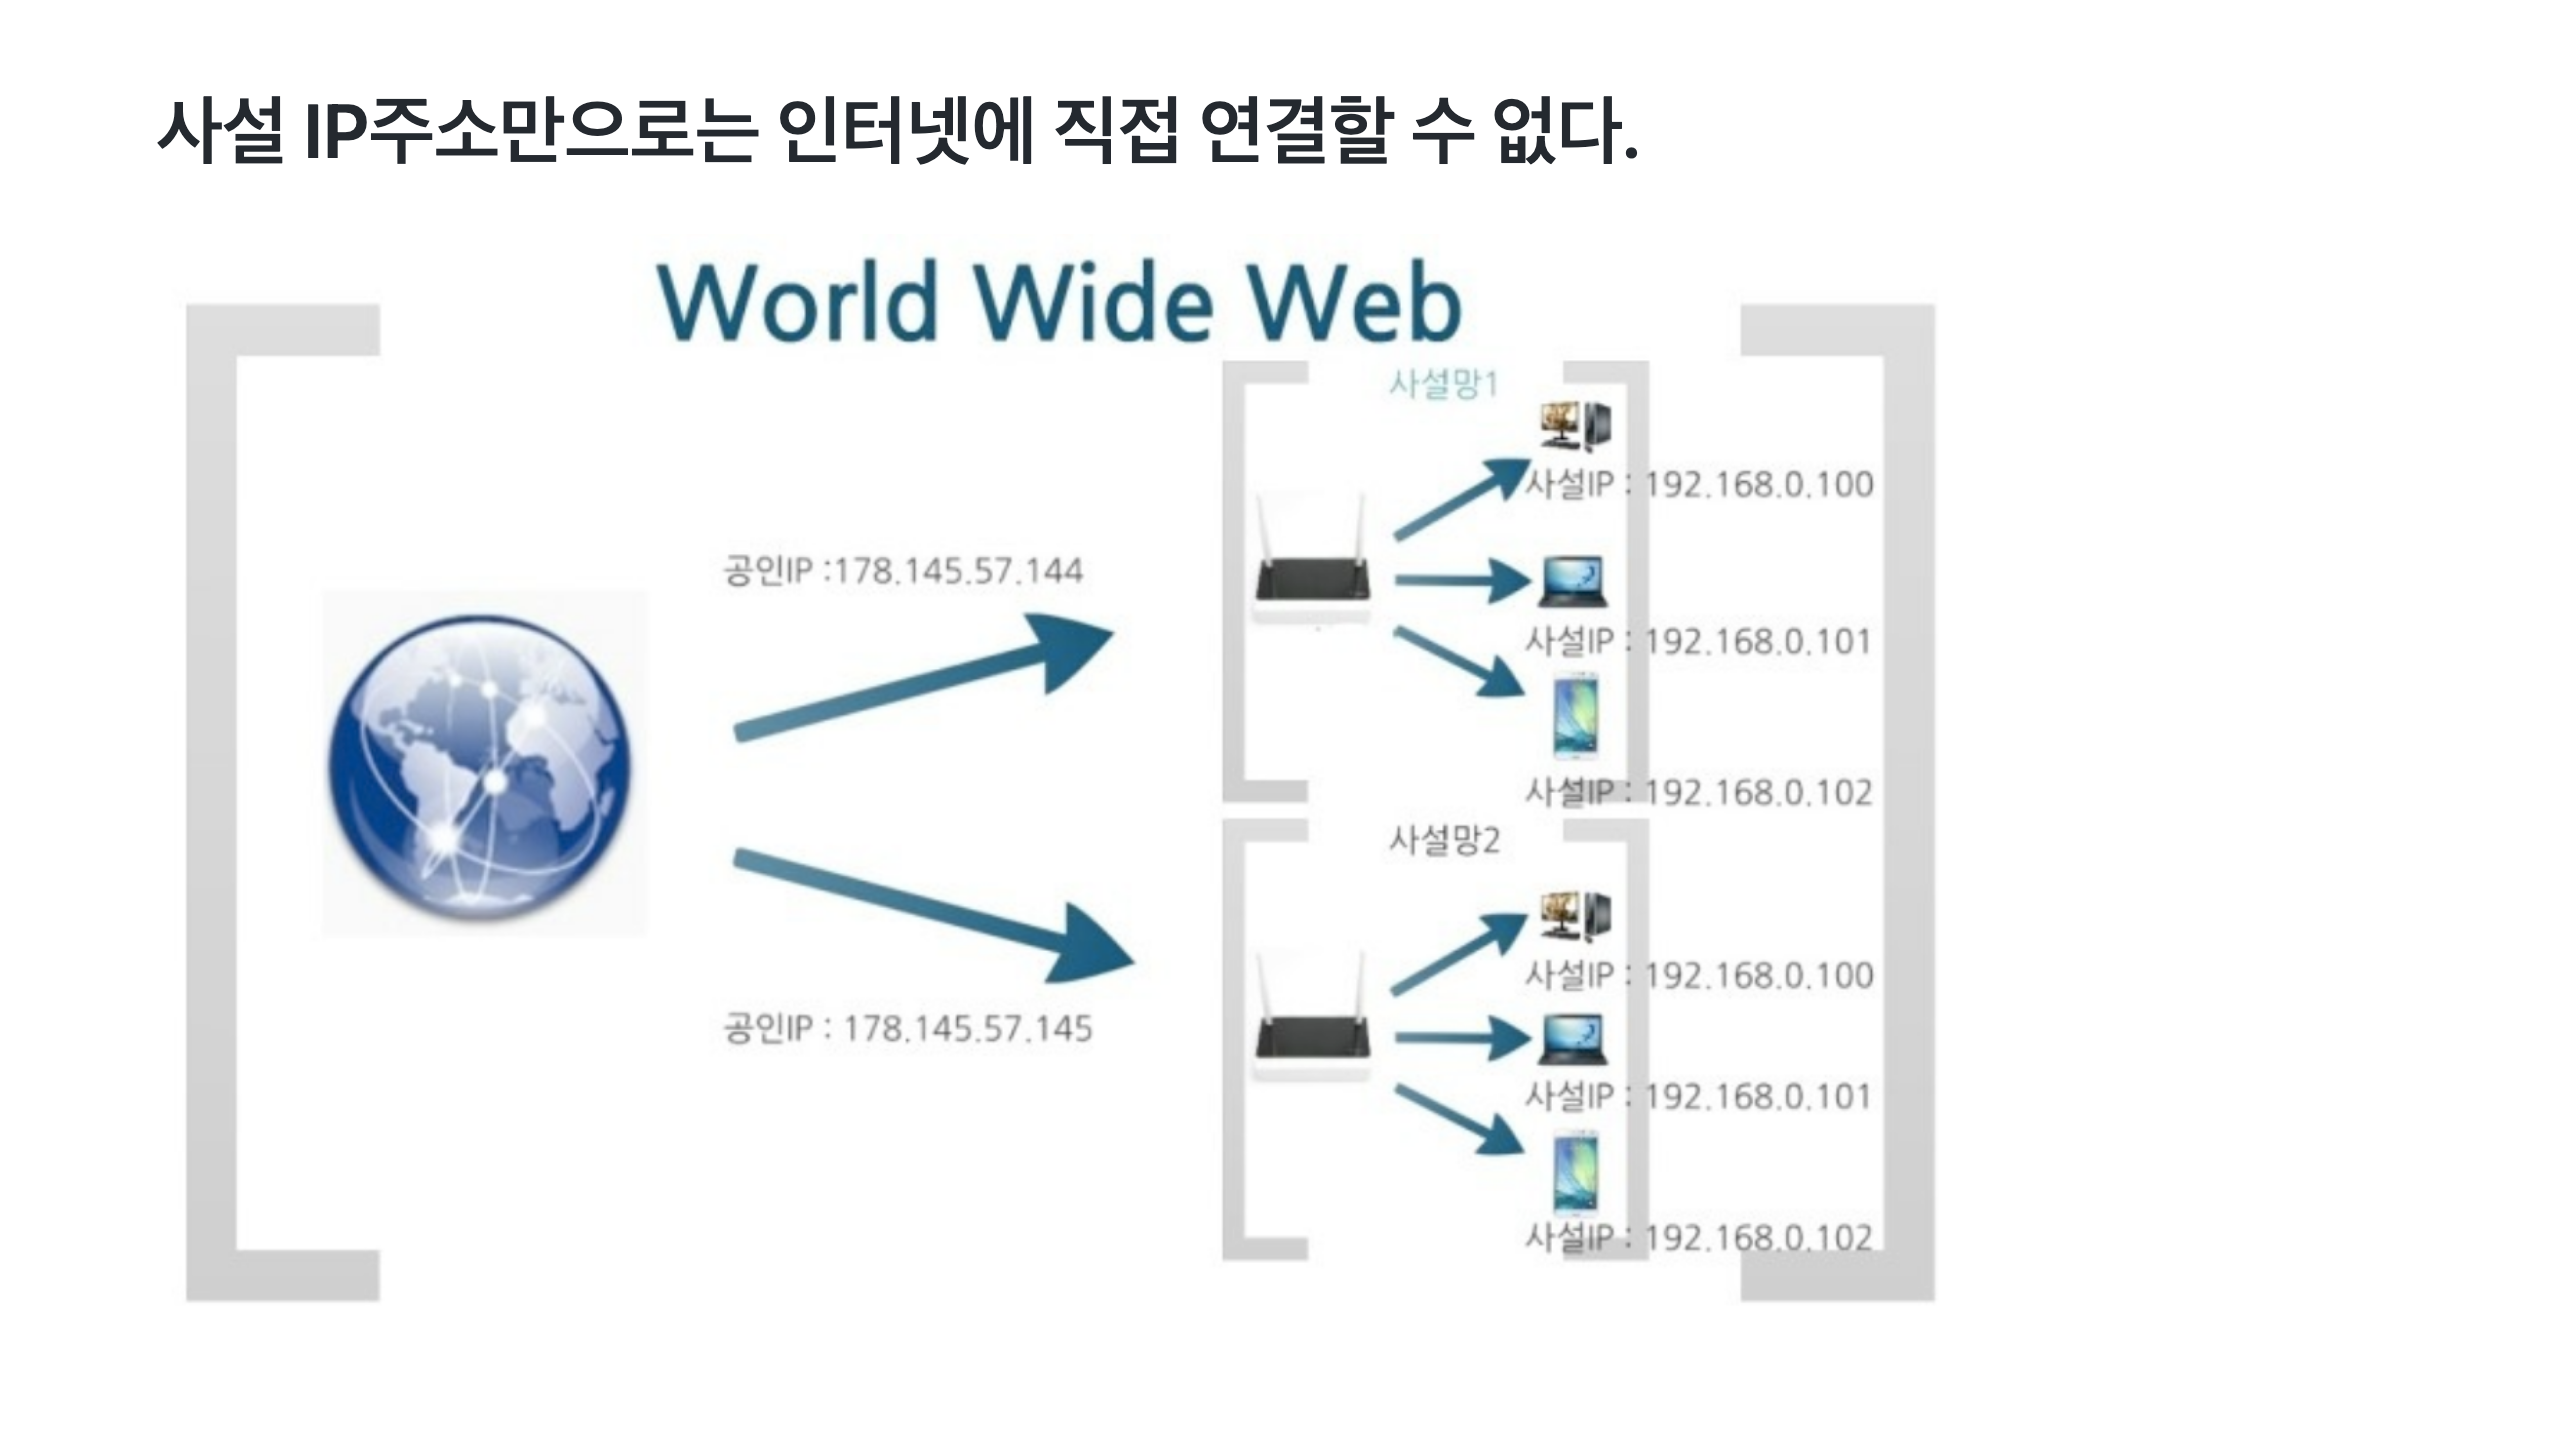 사설 IP주소만으로는 인터넷에 직접 연결할 수 없다.
World Wide Web
사설망1
사설IP : 192.168.0.100
공인IP :178.145.57.144
사설IP : 192.168.0.101
사설IP : 192.168.0.102
사설망2
사설IP : 192.168.0.100
공인IP : 178.145.57.145
사설IP : 192.168.0.101
사설IP : 192.168.0.102